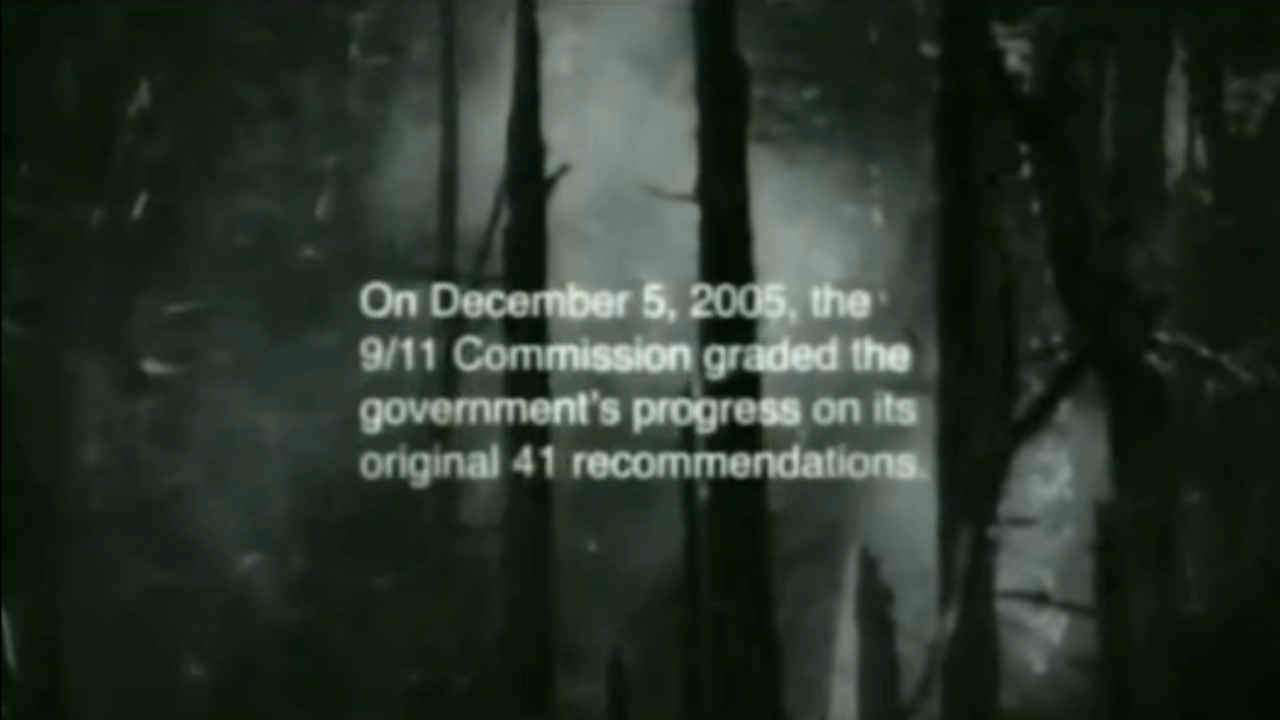 On December 5, 2005, the
9/11 Commission graded the
government's progress on its
original 41 recommendations.